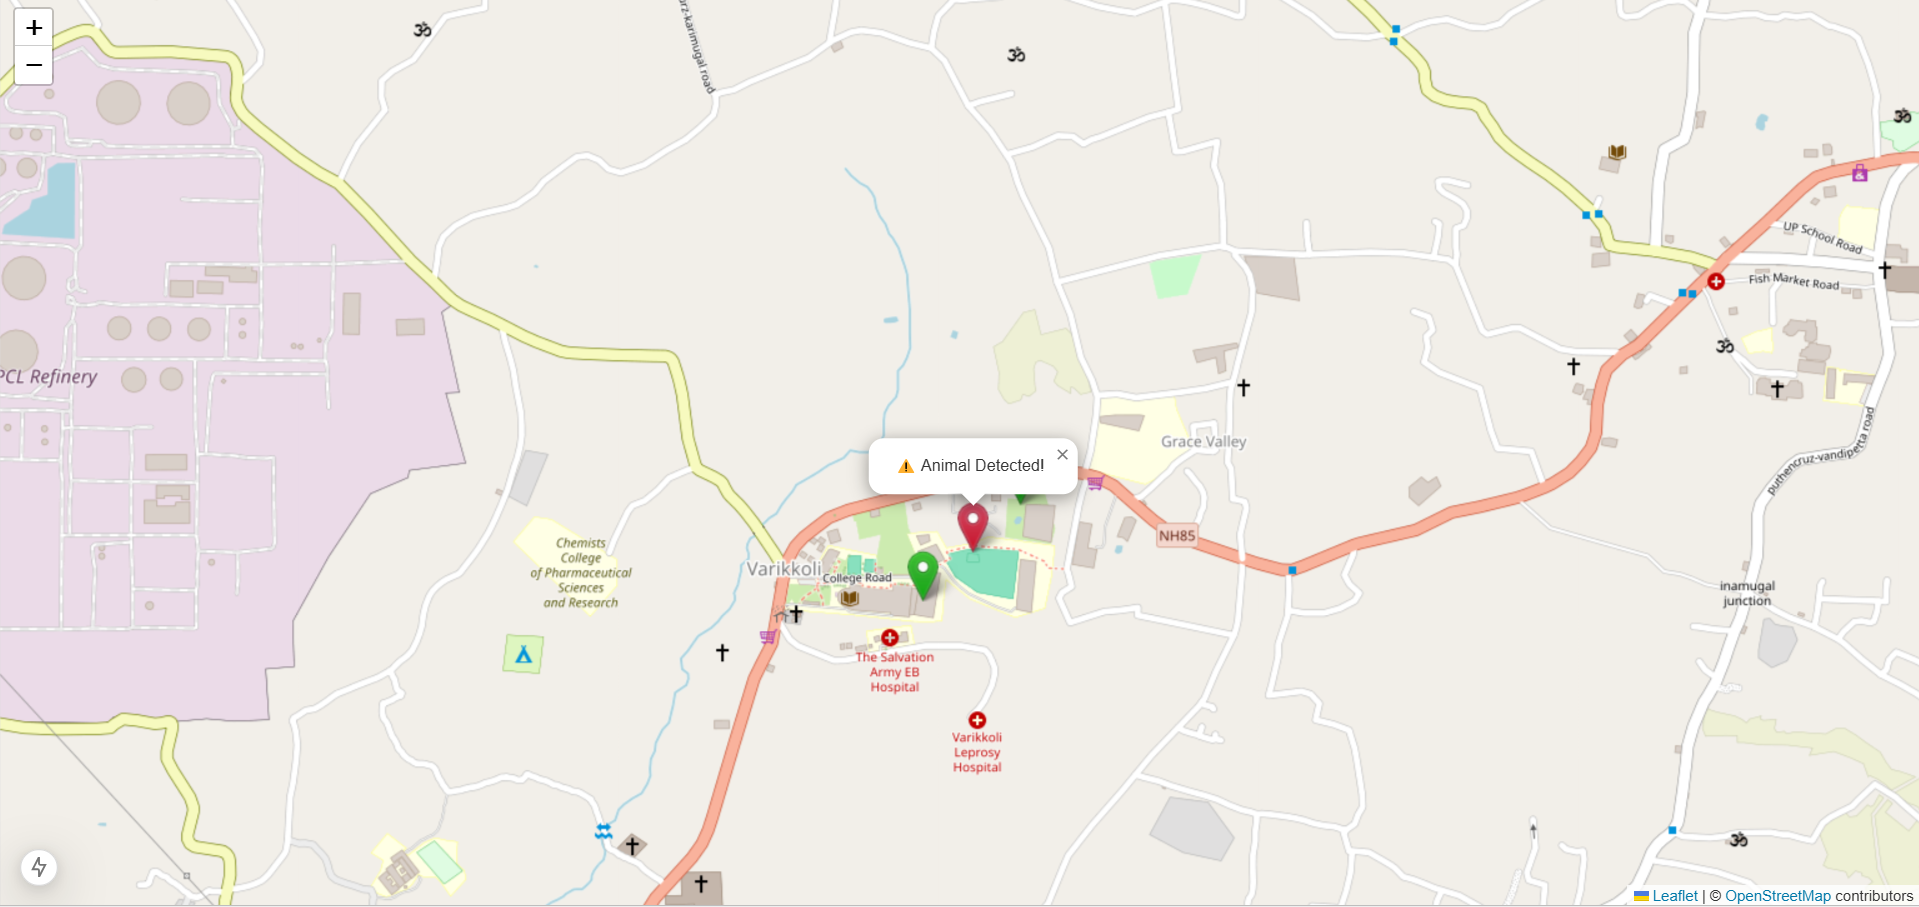 +
−
ॐ
rz-karimugal road
ॐ
ॐ
UP School Road
Fish Market Road
ॐ
PCL Refinery
puthencruz-vandipetta road
Grace Valley
⚠ Animal Detected!
×
NH85
Chemists
College
of Pharmaceutical
Sciences
and Research
Varikkoli
College Road
inamugal
junction
The Salvation
Army EB
Hospital
Varikkoli
Leprosy
Hospital
ॐ
Leaflet | © OpenStreetMap contributors